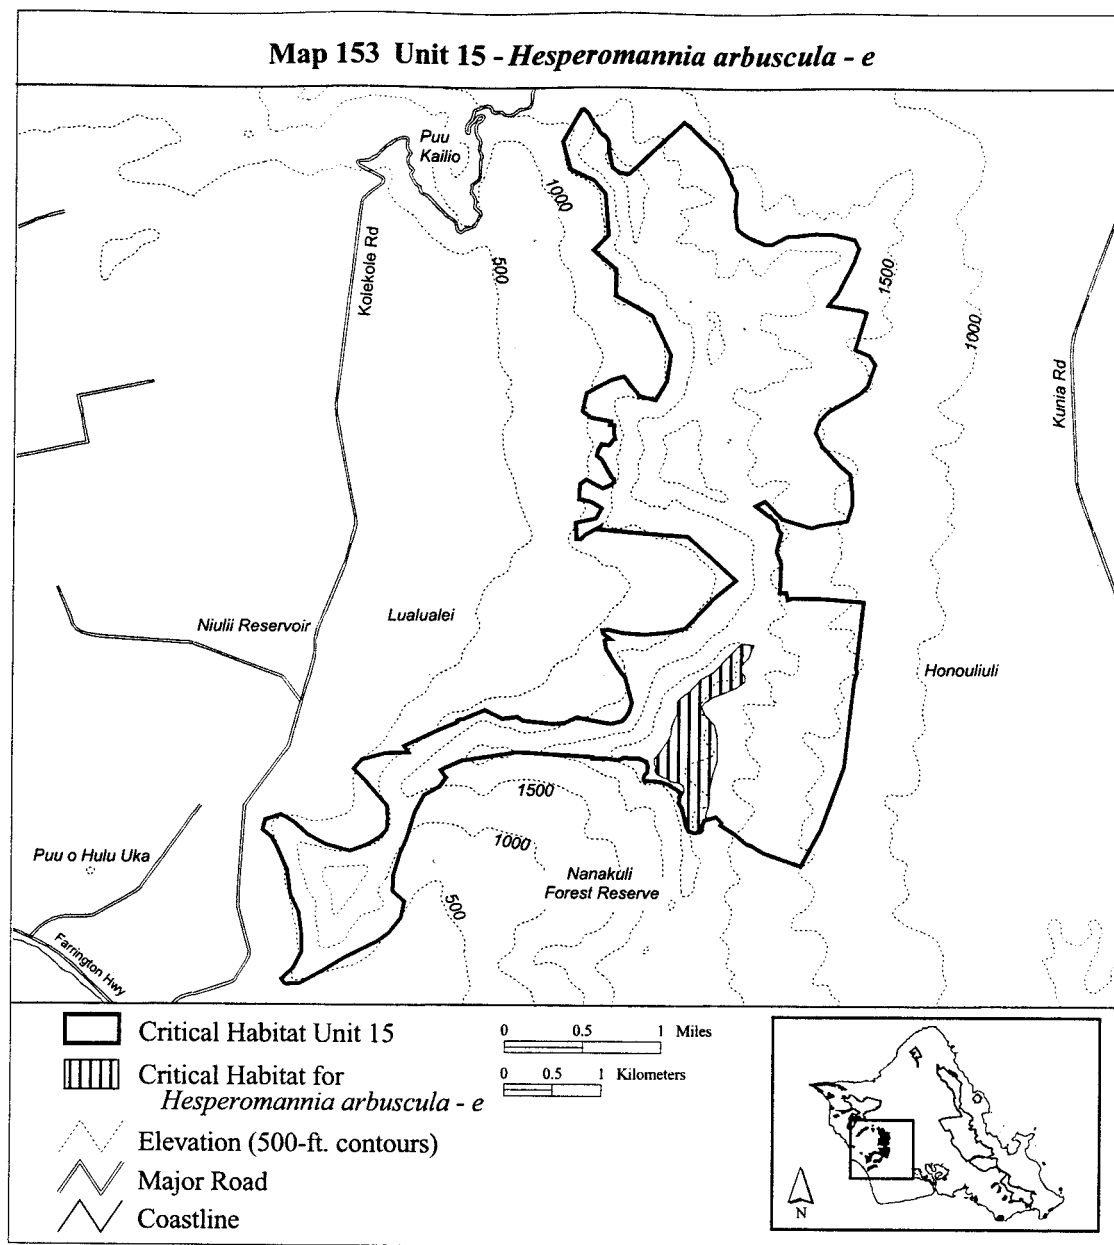 Map 153 Unit 15 - Hesperomannia arbuscula - e
Puu
Kailio
1000
500
Kolekole Rd
1500
1000
Kunia Rd
Niulii Reservoir
Lualualei
Honouliuli
1500
1000
500
Nanakuli
Forest Reserve
Puu o Hulu Uka
Farrington Hwy
Critical Habitat Unit 15
Critical Habitat for
Hesperomannia arbuscula - e
Elevation (500-ft. contours)
Major Road
Coastline
0 0.5 1 Miles
0 0.5 1 Kilometers
N